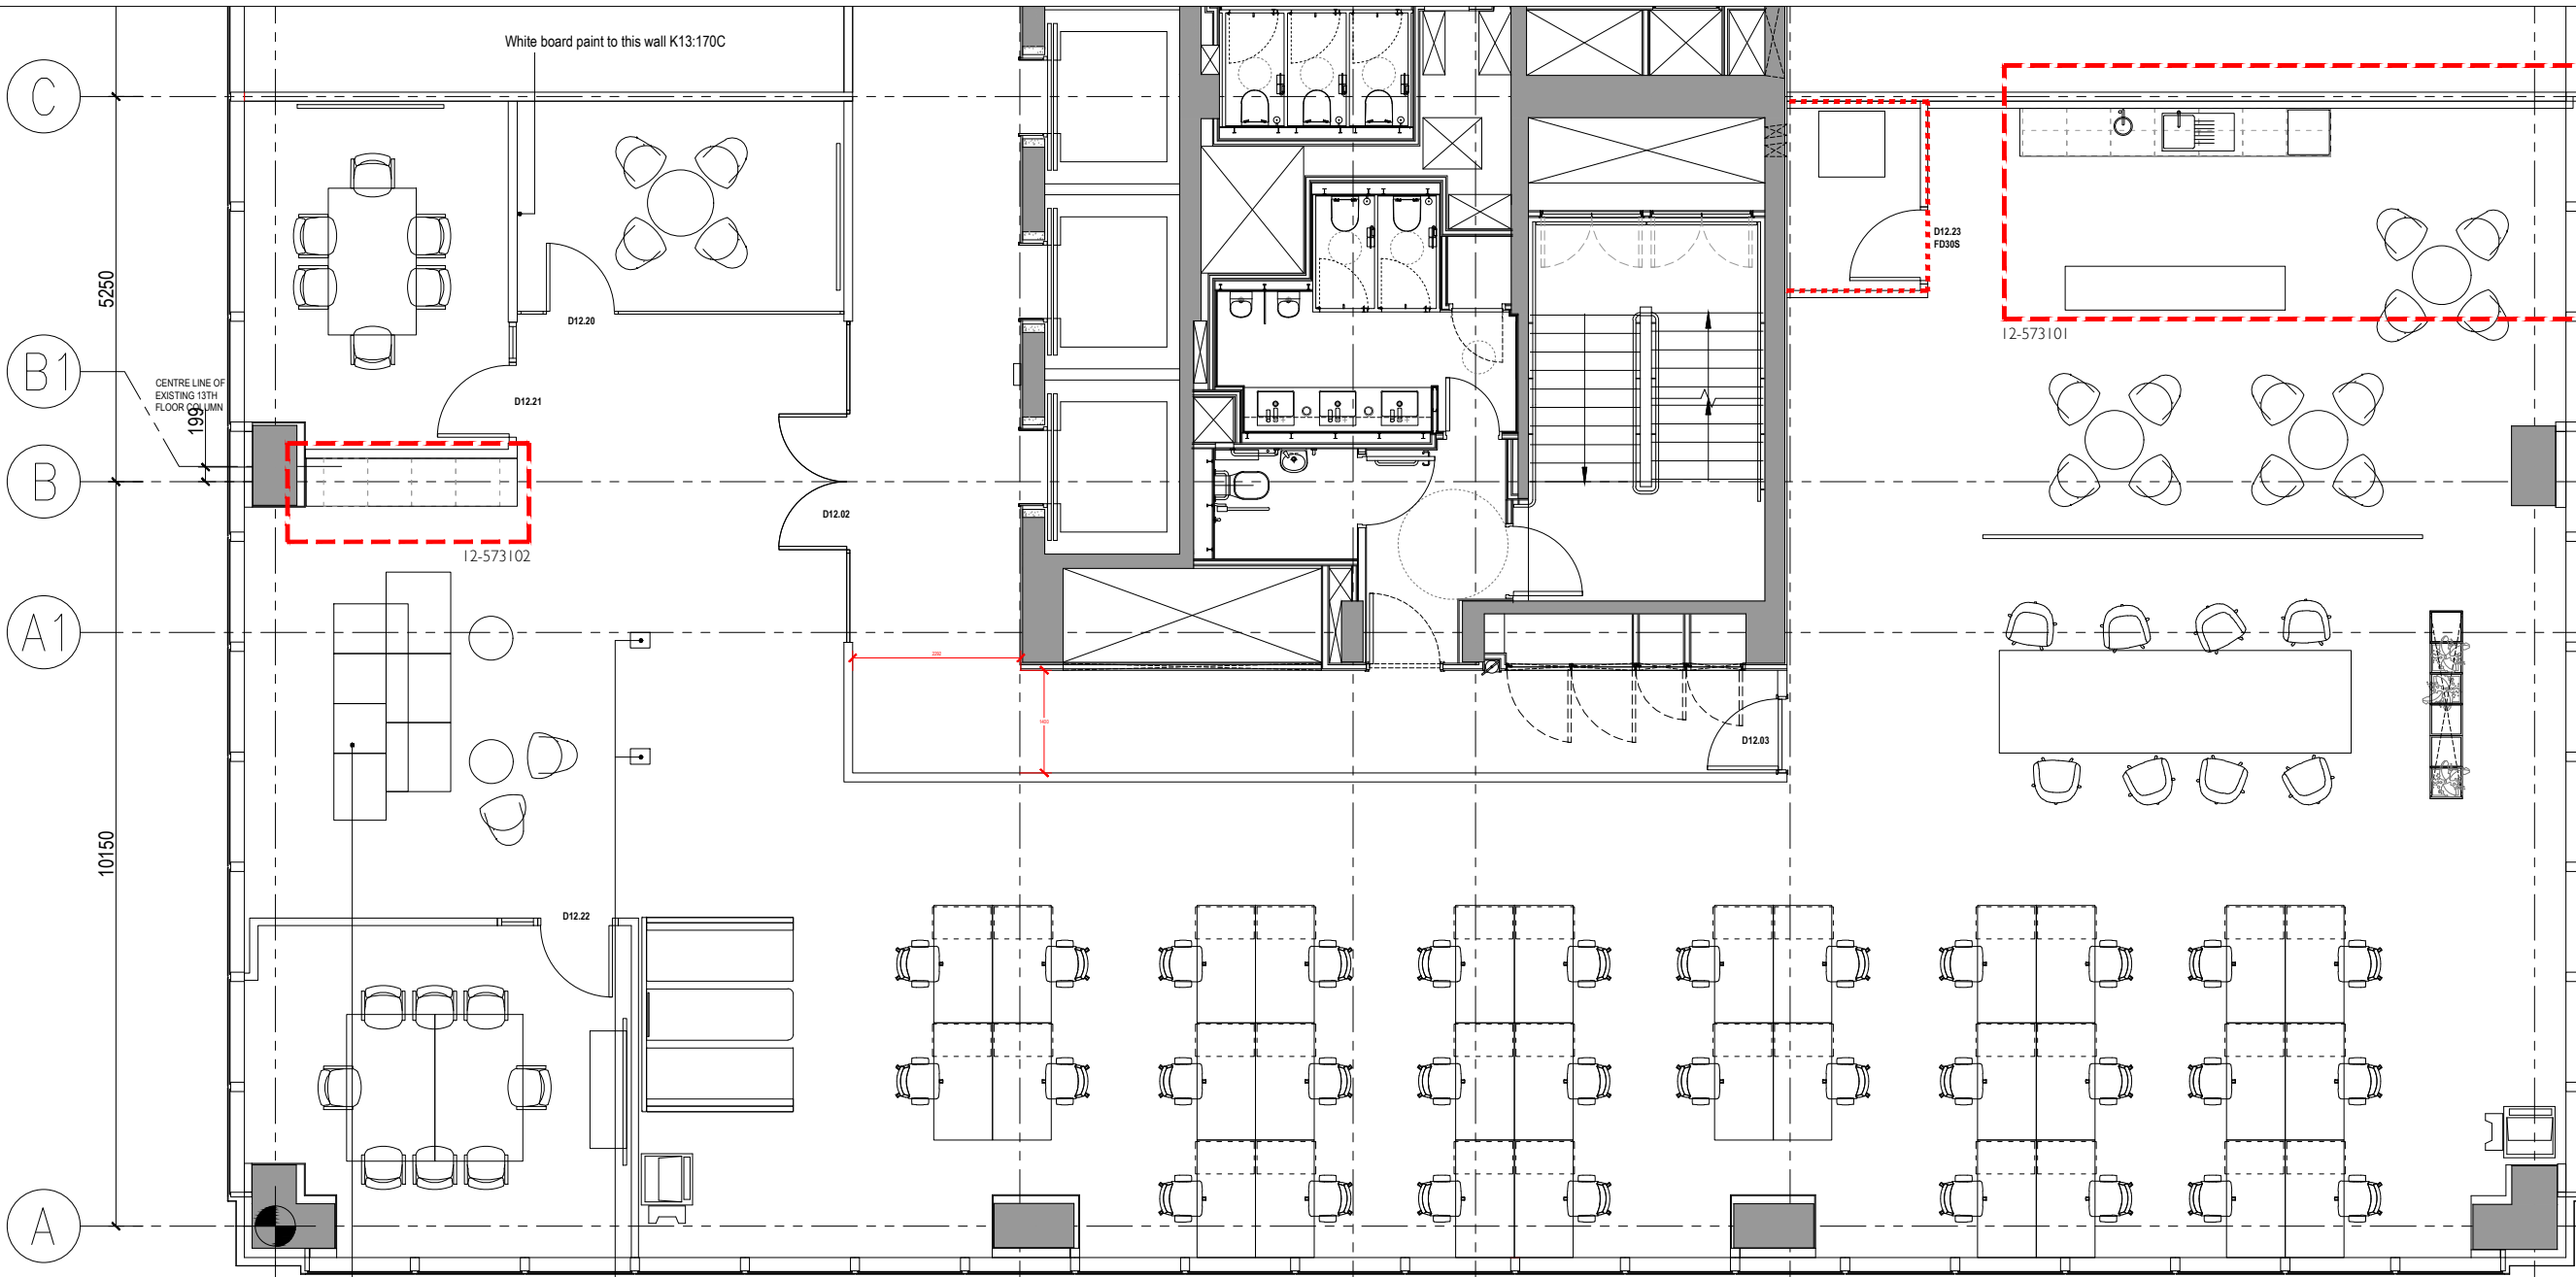 White board paint to this wall K13:170C
C
5250
D12.23
FD30S
D12.20
12-573101
B1
CENTRE LINE OF
EXISTING 13TH
FLOOR COLUMN
199
D12.21
B
D12.02
12-573102
A1
D12.03
10150
D12.22
A